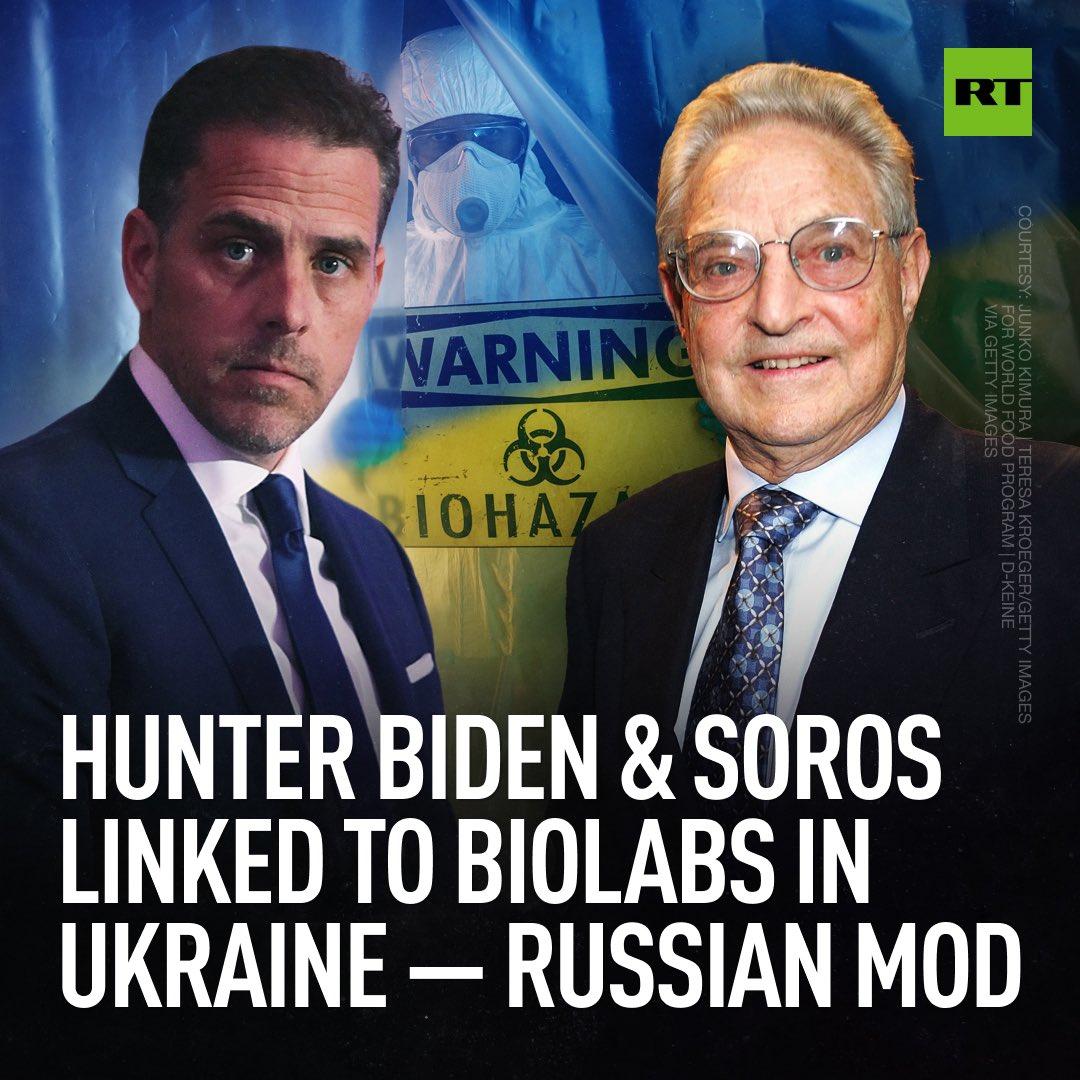 RT
WARNING
BIOHAZA
COURTESY: JUNKO KIMURA | TERESA KROEGER/GETTY IMAGES
FOR WORLD FOOD PROGRAM | D-KEINE
VIA GETTY IMAGES
HUNTER BIDEN & SOROS
LINKED TO BIOLABS IN
UKRAINE — RUSSIAN MOD